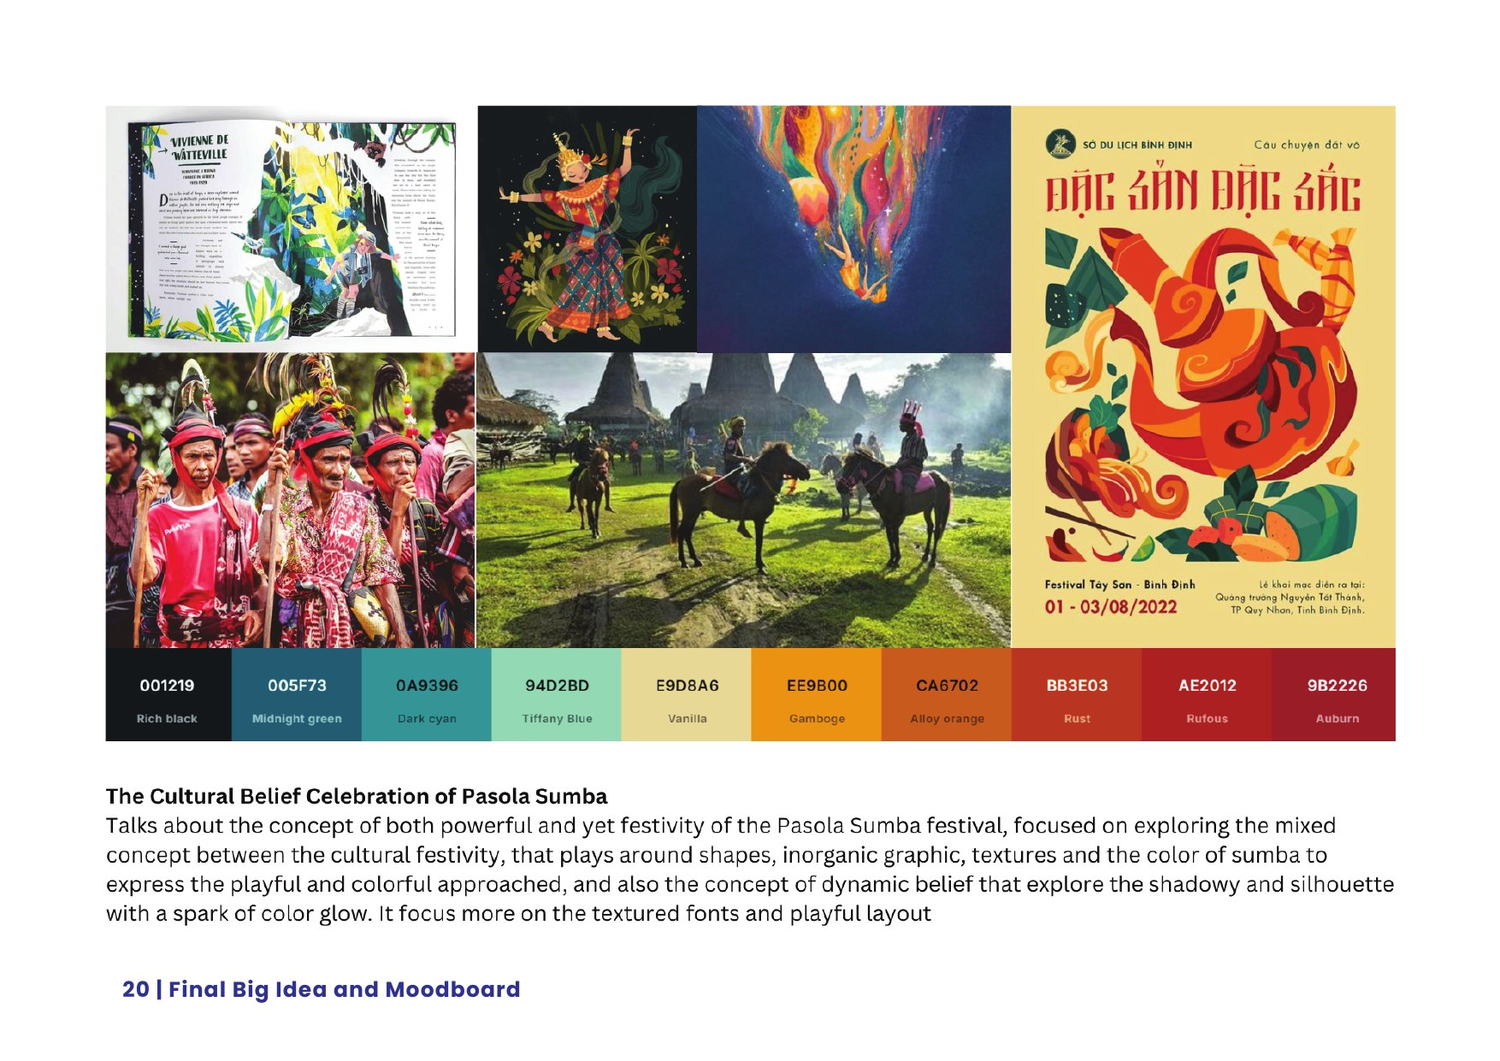 VIVIENNE DE
WATTEVILLE
SỞ DU LỊCH BÌNH ĐỊNH
Câu chuyện đất võ
ĐẶC SẢN ĐẶC SẮC
Festival Tây Sơn - Bình Định
01 - 03/08/2022
Lễ khai mạc diễn ra tại:
Quảng trường Nguyễn Tất Thành,
TP Quy Nhơn, Tỉnh Bình Định.
001219
Rich black
005F73
Midnight green
0A9396
Dark cyan
94D2BD
Tiffany Blue
E9D8A6
Vanilla
EE9B00
Gamboge
CA6702
Alloy orange
BB3E03
Rust
AE2012
Rufous
9B2226
Auburn
The Cultural Belief Celebration of Pasola Sumba
Talks about the concept of both powerful and yet festivity of the Pasola Sumba festival, focused on exploring the mixed
concept between the cultural festivity, that plays around shapes, inorganic graphic, textures and the color of sumba to
express the playful and colorful approached, and also the concept of dynamic belief that explore the shadowy and silhouette
with a spark of color glow. It focus more on the textured fonts and playful layout
20 | Final Big Idea and Moodboard